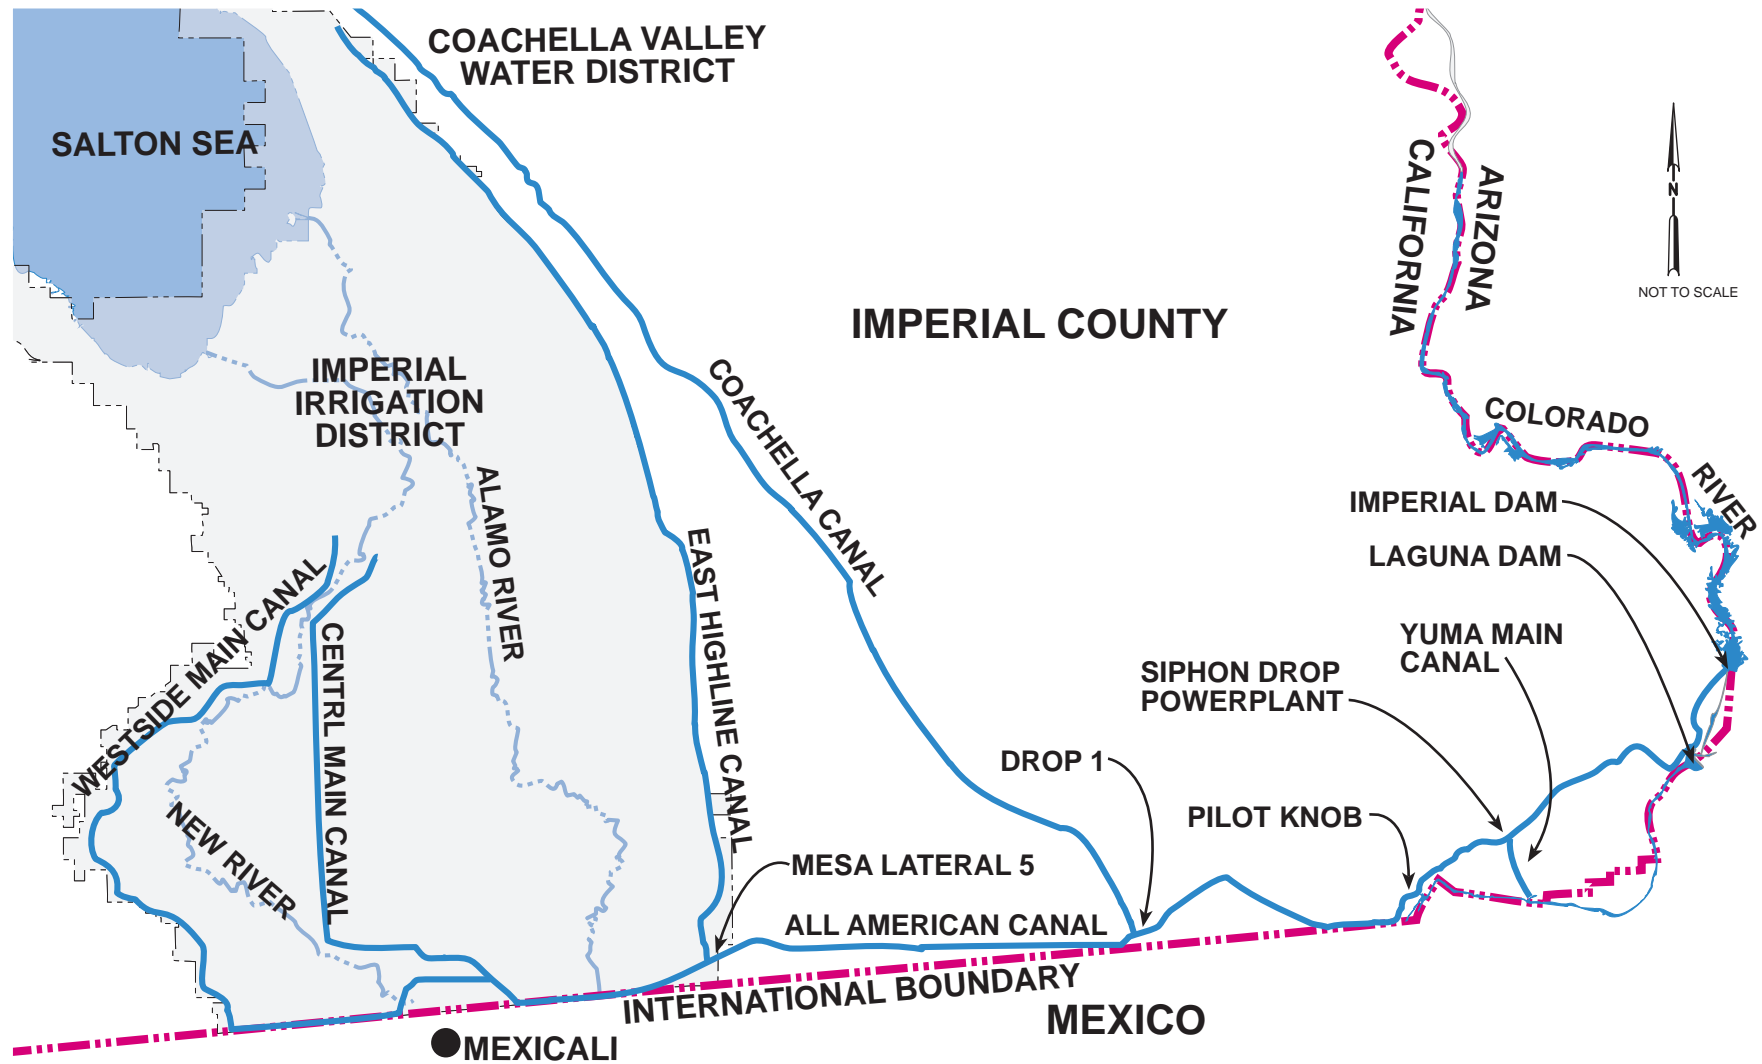 COACHELLA VALLEY
WATER DISTRICT
SALTON SEA
CALIFORNIA
ARIZONA
N
NOT TO SCALE
IMPERIAL COUNTY
IMPERIAL
IRRIGATION
DISTRICT
COACHELLA CANAL
COLORADO
RIVER
IMPERIAL DAM
LAGUNA DAM
ALAMO RIVER
EAST HIGHLINE CANAL
WESTSIDE MAIN CANAL
CENTRL MAIN CANAL
YUMA MAIN
CANAL
SIPHON DROP
POWERPLANT
DROP 1
PILOT KNOB
NEW RIVER
MESA LATERAL 5
ALL AMERICAN CANAL
INTERNATIONAL BOUNDARY
MEXICO
MEXICALI